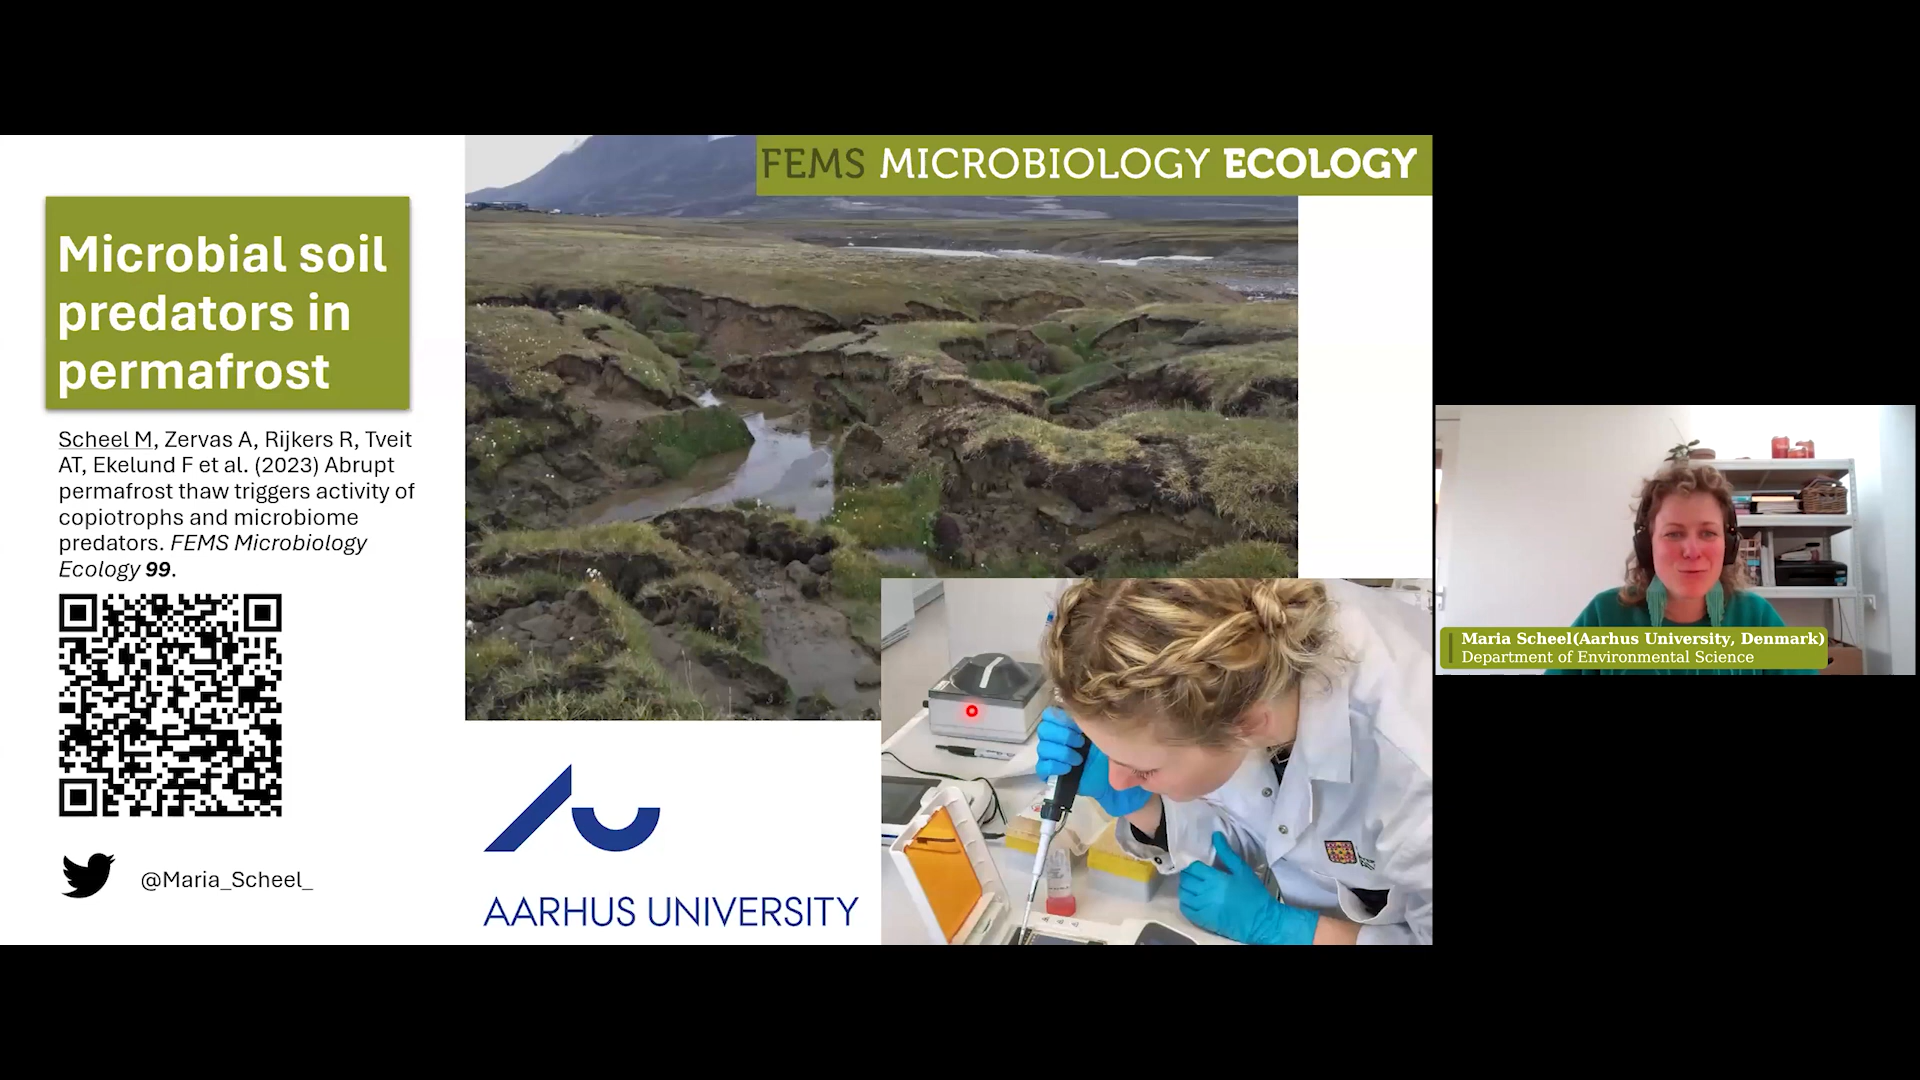 FEMS MICROBIOLOGY ECOLOGY
Microbial soil
predators in
permafrost
Scheel M, Zervas A, Rijkers R, Tveit
AT, Ekelund F et al. (2023) Abrupt
permafrost thaw triggers activity of
copiotrophs and microbiome
predators. FEMS Microbiology
Ecology 99.
@Maria_Scheel_
AARHUS UNIVERSITY
Maria Scheel(Aarhus University, Denmark)
Department of Environmental Science